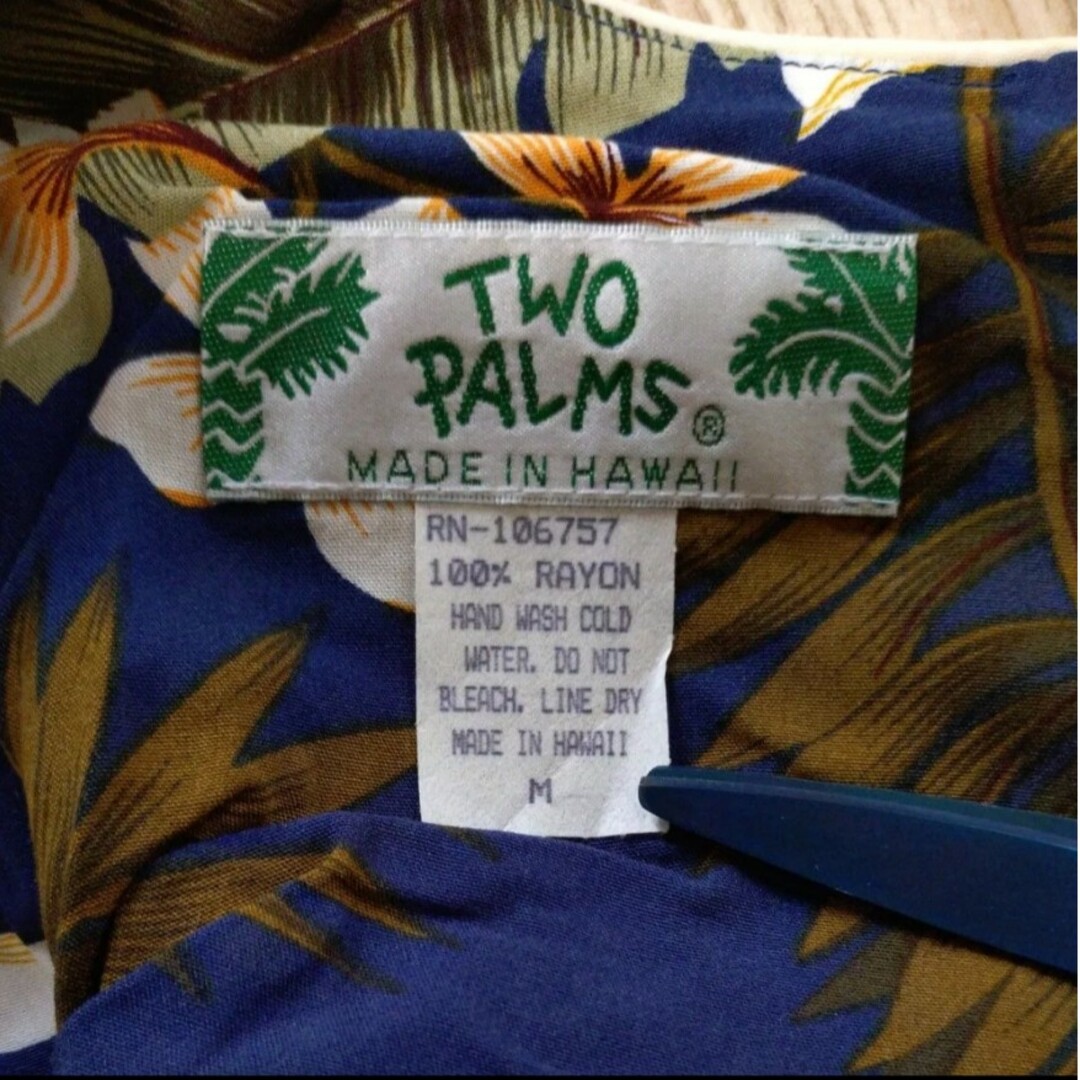 TWO
PALMS®
MADE IN HAWAII
RN-106757
100% RAYON
HAND WASH COLD
WATER. DO NOT
BLEACH. LINE DRY
MADE IN HAWAII
M